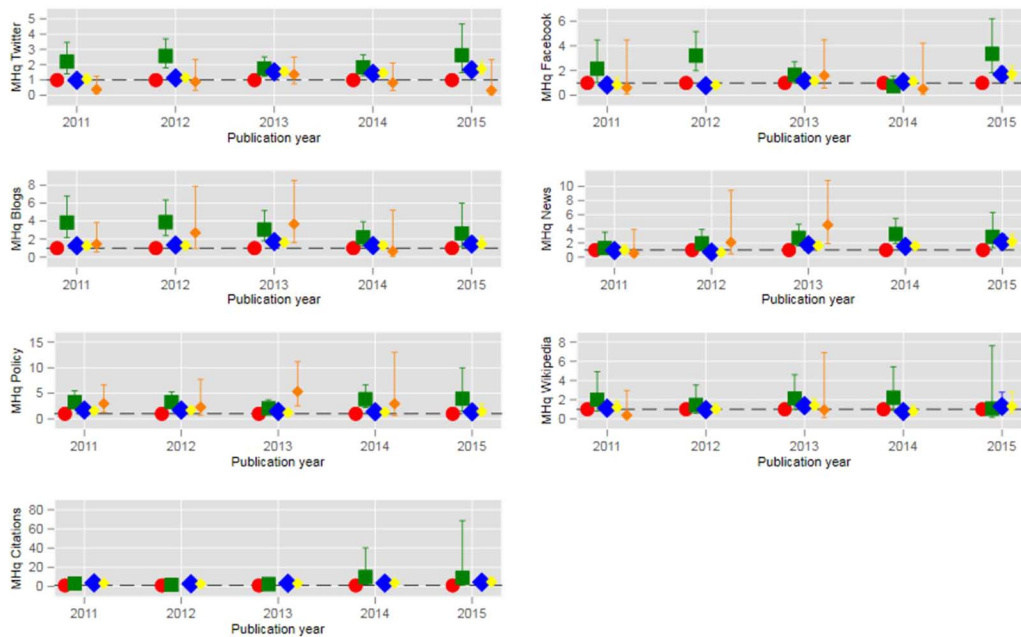 MHq Twitter
5
4
3
2
1
0
2011 2012 2013 2014 2015
Publication year
MHq Facebook
6
4
2
0
2011 2012 2013 2014 2015
Publication year
MHq Blogs
8
6
4
2
0
2011 2012 2013 2014 2015
Publication year
MHq News
10
8
6
4
2
0
2011 2012 2013 2014 2015
Publication year
MHq Policy
15
10
5
0
2011 2012 2013 2014 2015
Publication year
MHq Wikipedia
8
6
4
2
0
2011 2012 2013 2014 2015
Publication year
MHq Citations
80
60
40
20
0
2011 2012 2013 2014 2015
Publication year